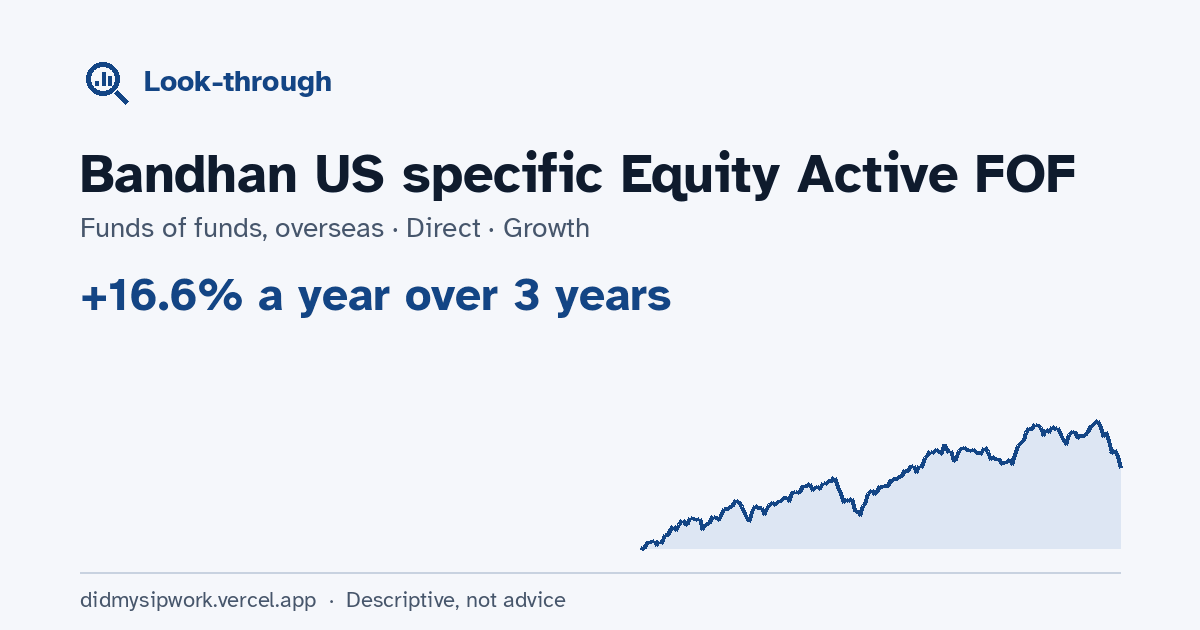 Look-through
Bandhan US specific Equity Active FOF
Funds of funds, overseas · Direct · Growth
+16.6% a year over 3 years
didmysipwork.vercel.app · Descriptive, not advice